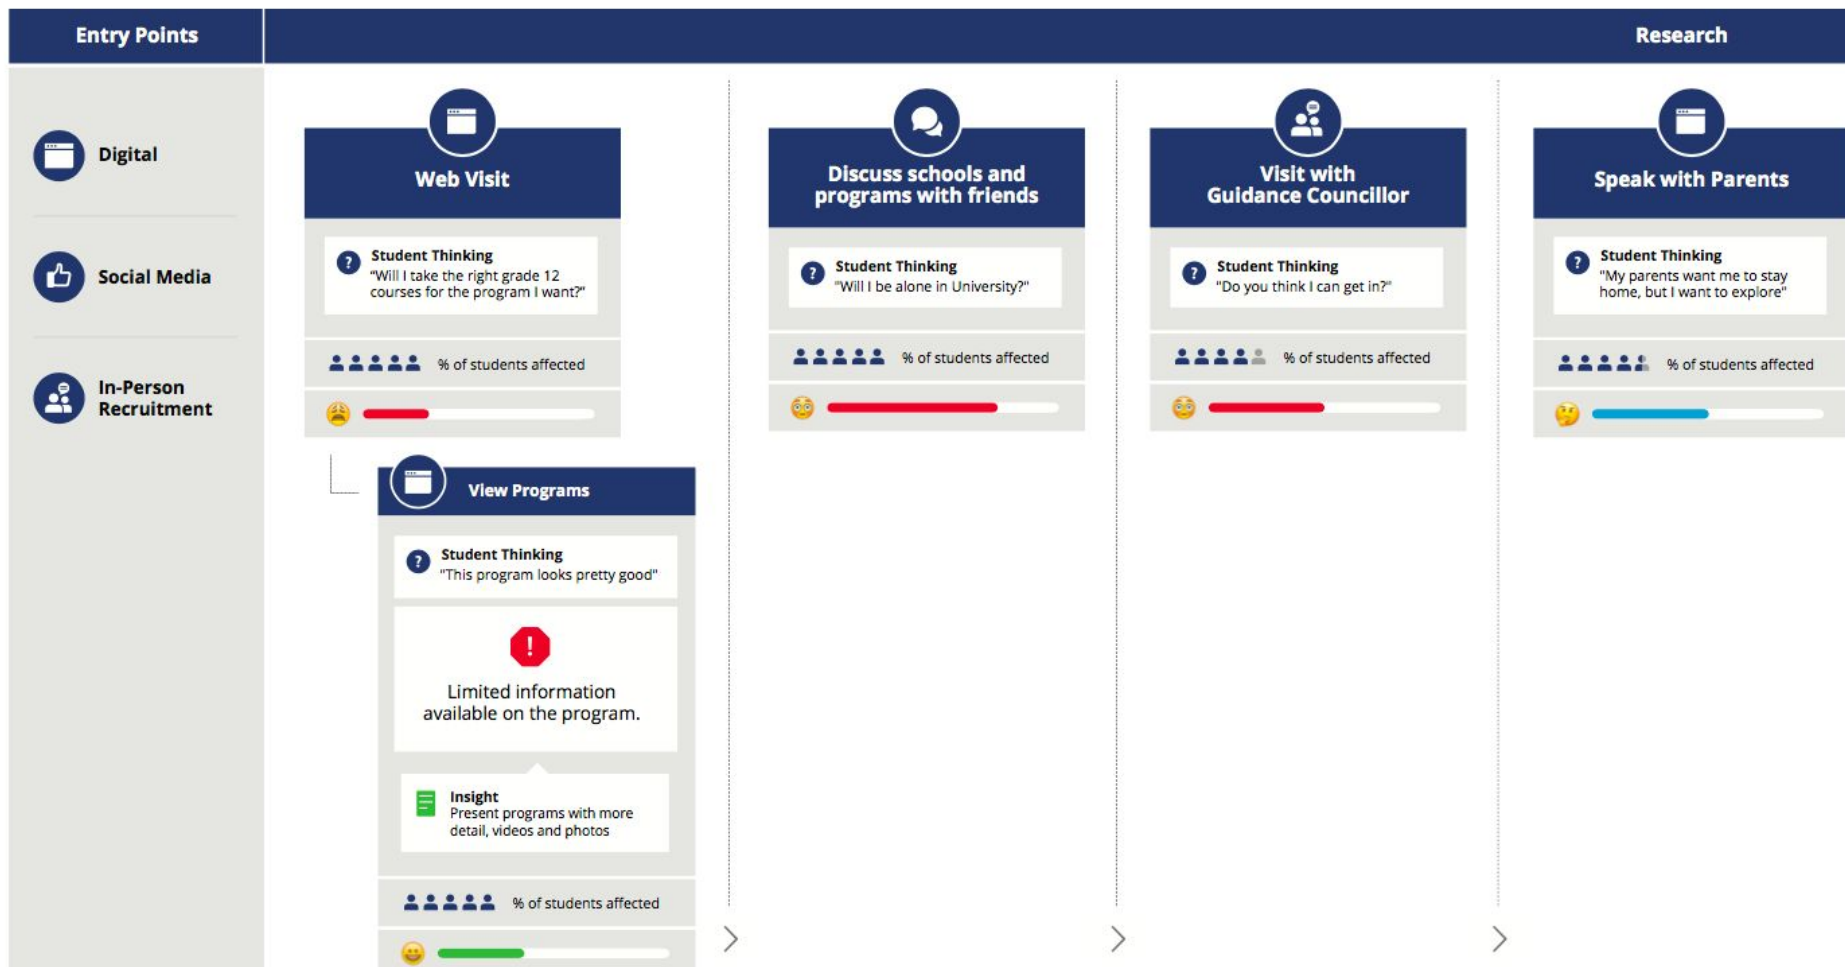 Entry Points
Research
Digital
Social Media
In-Person
Recruitment
Web Visit
Student Thinking
"Will I take the right grade 12
courses for the program I want?"
% of students affected
View Programs
Student Thinking
"This program looks pretty good"
!
Limited information
available on the program.
Insight
Present programs with more
detail, videos and photos
% of students affected
Discuss schools and
programs with friends
Student Thinking
"Will I be alone in University?"
% of students affected
Visit with
Guidance Councillor
Student Thinking
"Do you think I can get in?"
% of students affected
Speak with Parents
Student Thinking
"My parents want me to stay
home, but I want to explore"
% of students affected